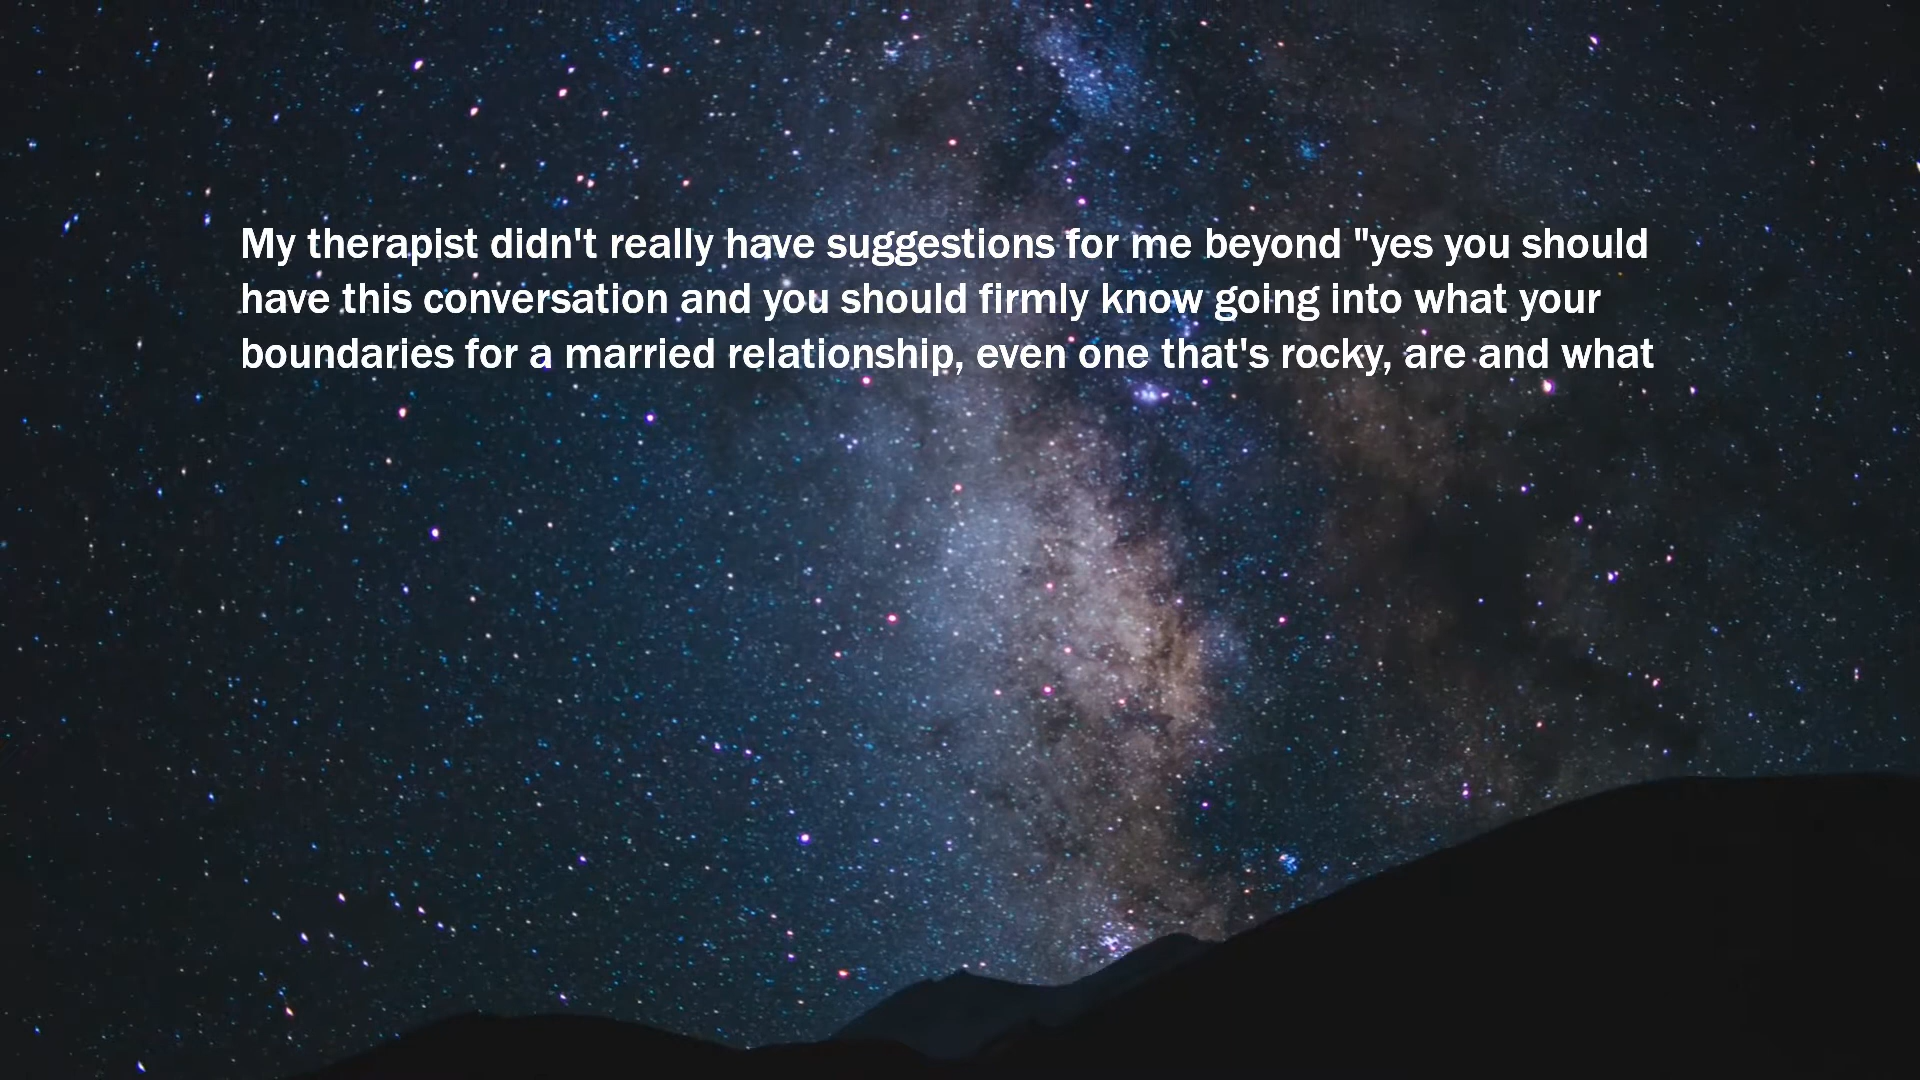 My therapist didn't really have suggestions for me beyond "yes you should
have this conversation and you should firmly know going into what your
boundaries for a married relationship, even one that's rocky, are and what